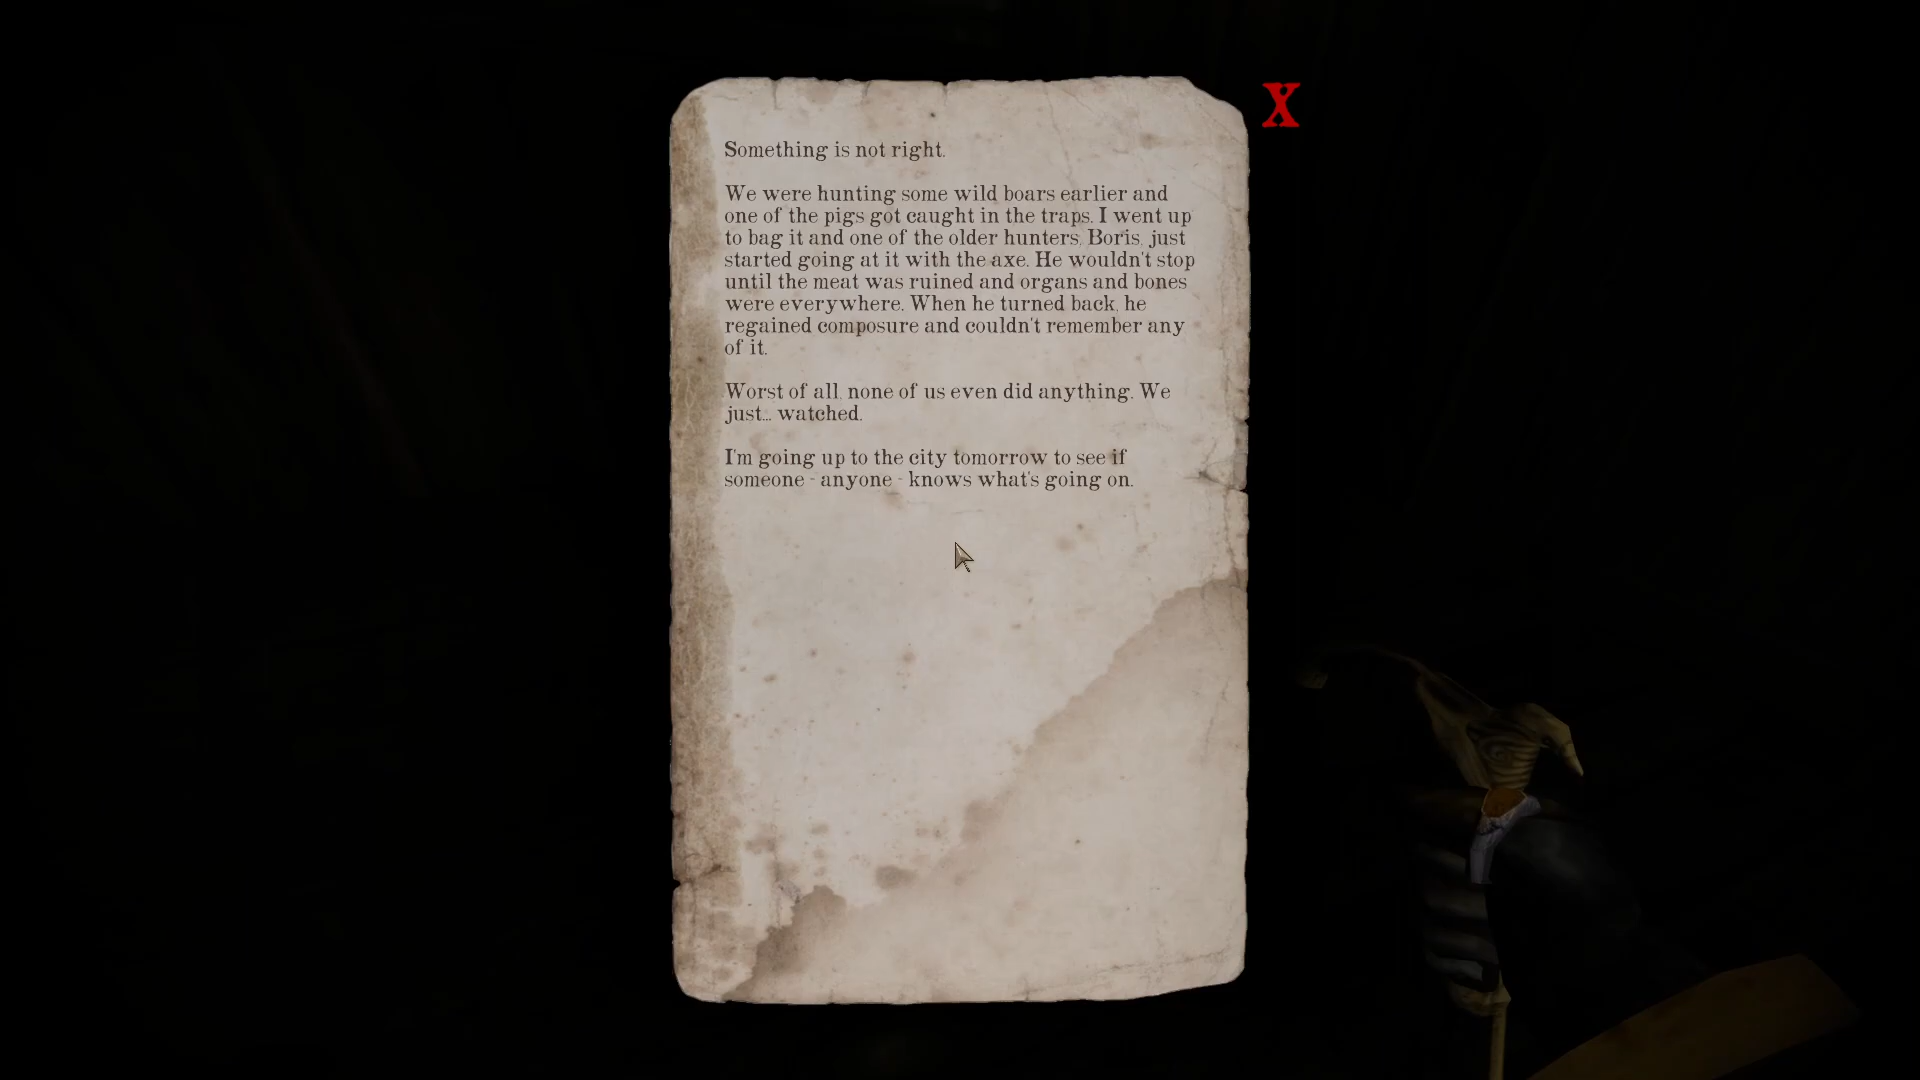 X
Something is not right.
We were hunting some wild boars earlier and
one of the pigs got caught in the traps. I went up
to bag it and one of the older hunters, Boris, just
started going at it with the axe. He wouldn't stop
until the meat was ruined and organs and bones
were everywhere. When he turned back, he
regained composure and couldn't remember any
of it.
Worst of all, none of us even did anything. We
just... watched.
I'm going up to the city tomorrow to see if
someone - anyone - knows what's going on.